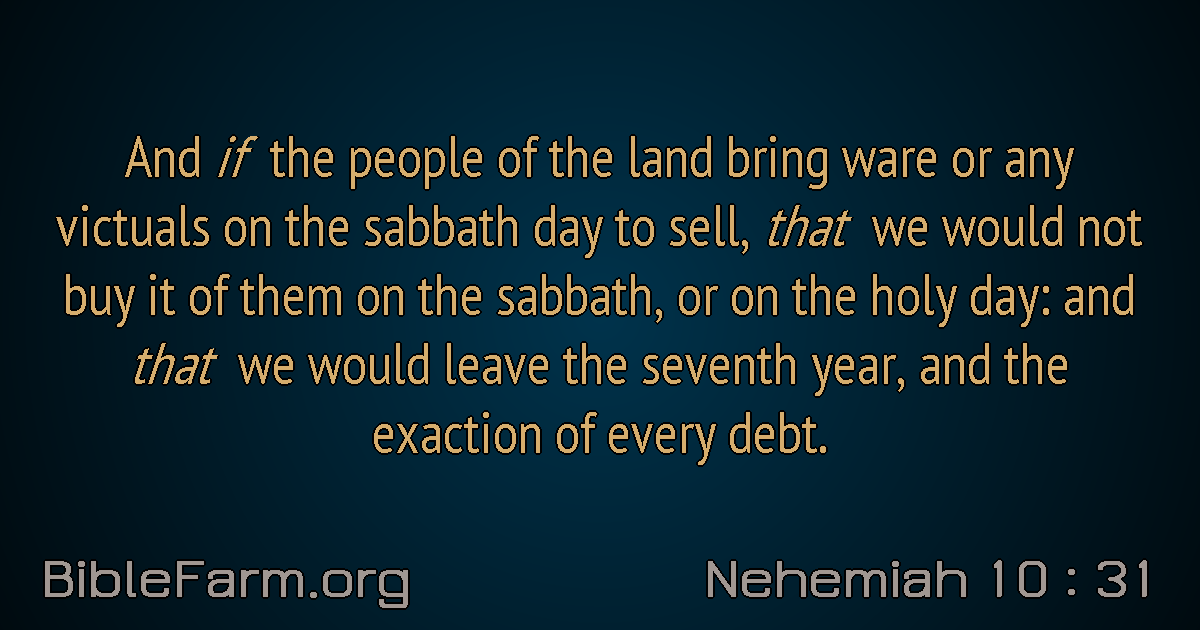 And if the people of the land bring ware or any
victuals on the sabbath day to sell, that we would not
buy it of them on the sabbath, or on the holy day: and
that we would leave the seventh year, and the
exaction of every debt.
BibleFarm.org
Nehemiah 10 : 31